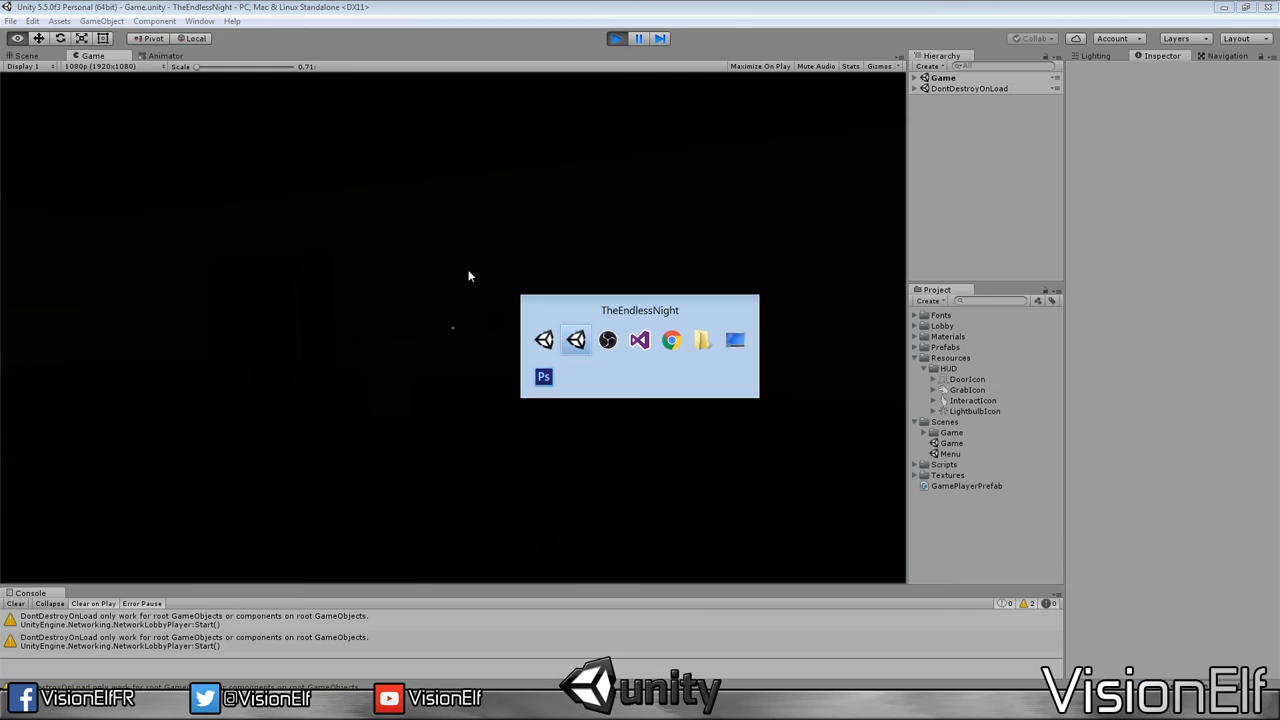 Unity 5.5.0f3 Personal (64bit) - Game.unity - TheEndlessNight - PC, Mac & Linux Standalone <DX11>
File Edit Assets GameObject Component Window Help
Pivot Local Collab Account Layers Layout
Scene Game Animator
Display 1 1080p (1920x1080) Scale 0.71: Maximize On Play Mute Audio Stats Gizmos
Hierarchy
Create All
Game
DontDestroyOnLoad
Lighting Inspector Navigation
TheEndlessNight
Ps
Project
Create
Fonts
Lobby
Materials
Prefabs
Resources
HUD
DoorIcon
GrabIcon
InteractIcon
LightbulbIcon
Scenes
Game
Game
Menu
Scripts
Textures
GamePlayerPrefab
Console
Clear Collapse Clear on Play Error Pause 0 2 0
DontDestroyOnLoad only work for root GameObjects or components on root GameObjects.
UnityEngine.Networking.NetworkLobbyPlayer:Start()
DontDestroyOnLoad only work for root GameObjects or components on root GameObjects.
UnityEngine.Networking.NetworkLobbyPlayer:Start()
VisionElfFR @VisionElf VisionElf unity VisionElf